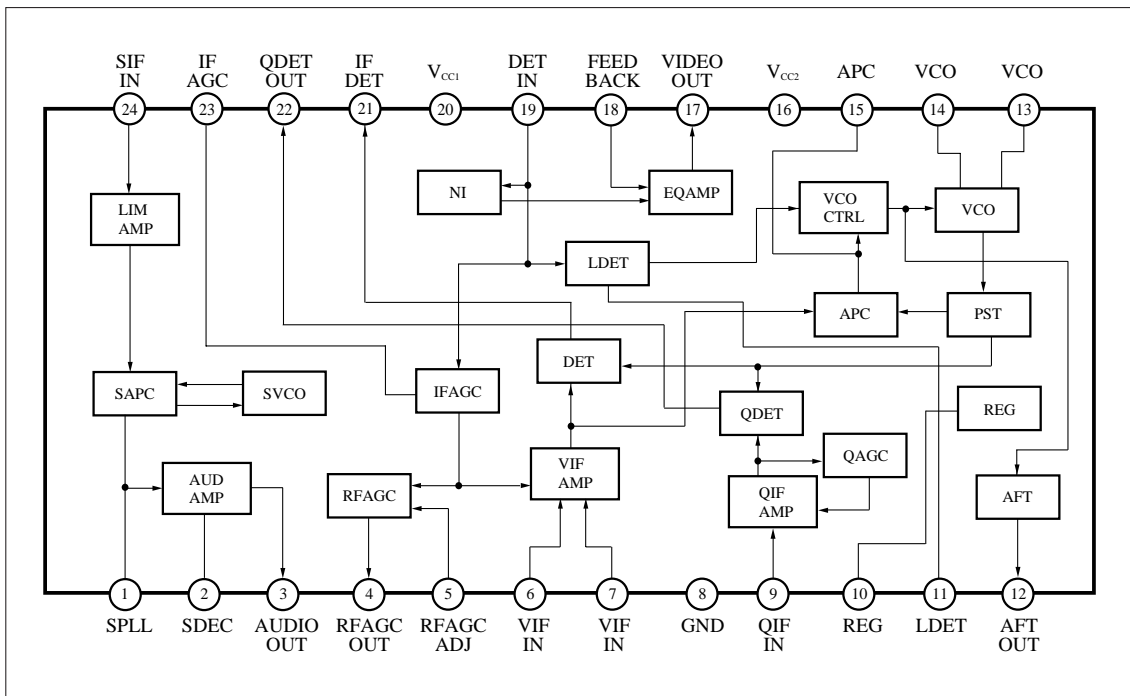 SIF
IN
IF
AGC
QDET
OUT
IF
DET
VCC1
DET
IN
FEED
BACK
VIDEO
OUT
VCC2
APC
VCO
VCO
24
23
22
21
20
19
18
17
16
15
14
13
LIM
AMP
NI
EQAMP
VCO
CTRL
VCO
LDET
APC
PST
DET
SAPC
SVCO
IFAGC
QDET
REG
AUD
AMP
RFAGC
VIF
AMP
QAGC
QIF
AMP
AFT
1
2
3
4
5
6
7
8
9
10
11
12
SPLL
SDEC
AUDIO
OUT
RFAGC
OUT
RFAGC
ADJ
VIF
IN
VIF
IN
GND
QIF
IN
REG
LDET
AFT
OUT